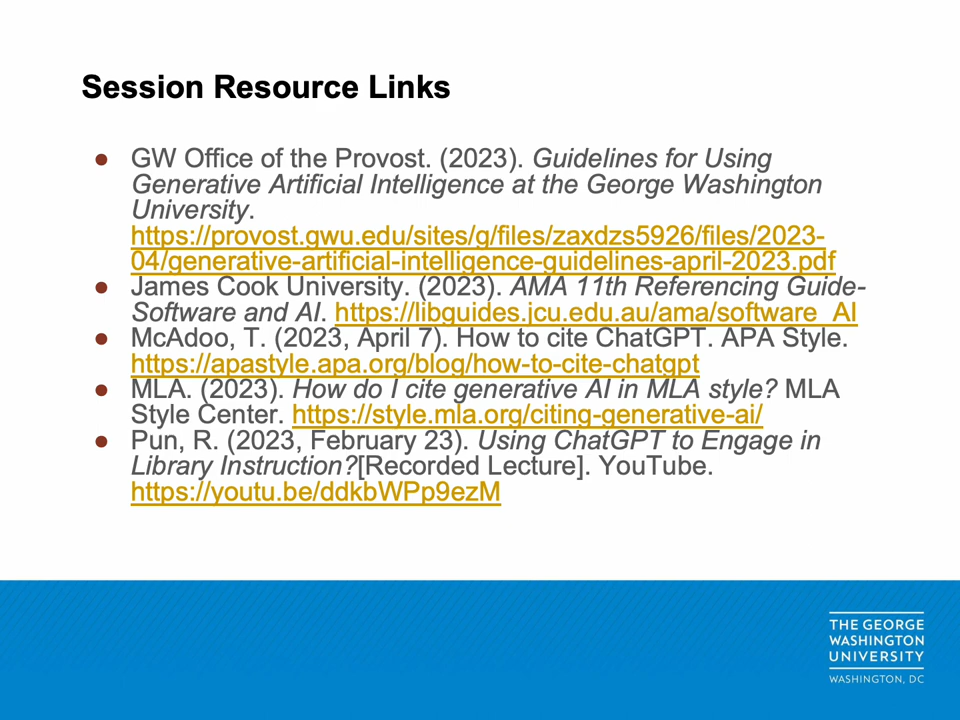 Session Resource Links
● GW Office of the Provost. (2023). Guidelines for Using
Generative Artificial Intelligence at the George Washington
University.
https://provost.gwu.edu/sites/g/files/zaxdzs5926/files/2023-
04/generative-artificial-intelligence-guidelines-april-2023.pdf
● James Cook University. (2023). AMA 11th Referencing Guide-
Software and AI. https://libguides.jcu.edu.au/ama/software_AI
● McAdoo, T. (2023, April 7). How to cite ChatGPT. APA Style.
https://apastyle.apa.org/blog/how-to-cite-chatgpt
● MLA. (2023). How do I cite generative AI in MLA style? MLA
Style Center. https://style.mla.org/citing-generative-ai/
● Pun, R. (2023, February 23). Using ChatGPT to Engage in
Library Instruction?[Recorded Lecture]. YouTube.
https://youtu.be/ddkbWPp9ezM
THE GEORGE
WASHINGTON
UNIVERSITY
WASHINGTON, DC